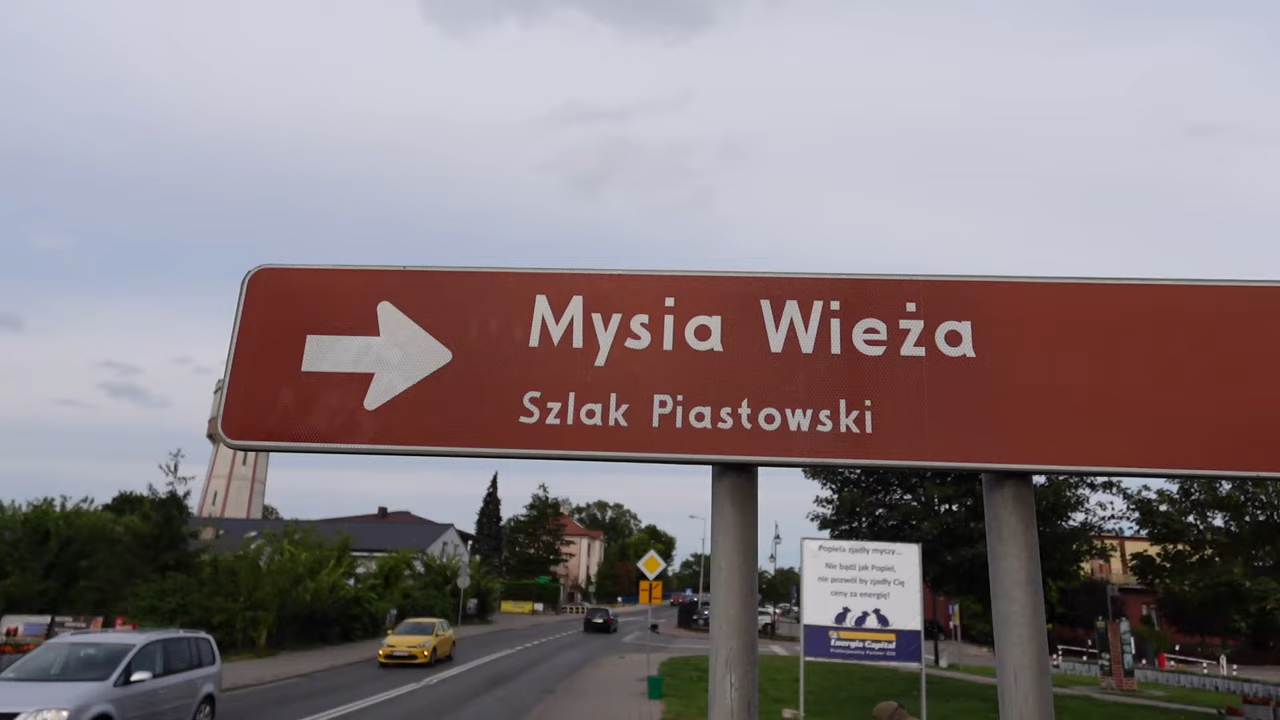 Mysia Wieża
Szlak Piastowski
Popiela zjadły myszy...
Nie bądź jak Popiel,
nie pozwól by zjadły Cię
ceny za energię!
Energia Capital